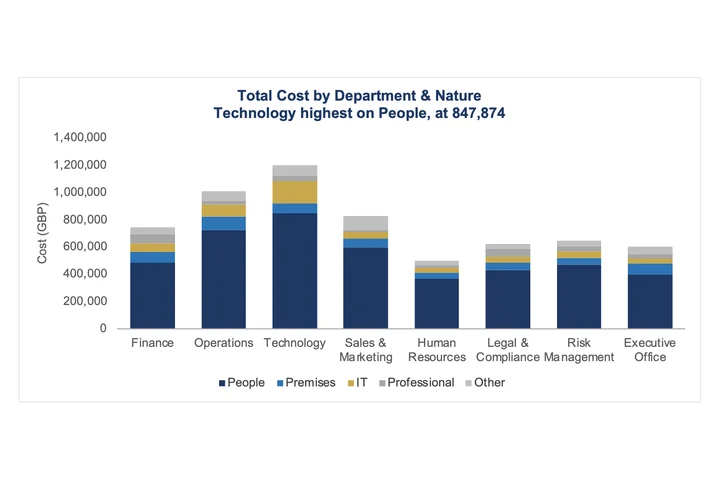 Total Cost by Department & Nature
Technology highest on People, at 847,874
1,400,000
1,200,000
1,000,000
800,000
600,000
400,000
200,000
0
Cost (GBP)
Finance
Operations
Technology
Sales &
Marketing
Human
Resources
Legal &
Compliance
Risk
Management
Executive
Office
People
Premises
IT
Professional
Other